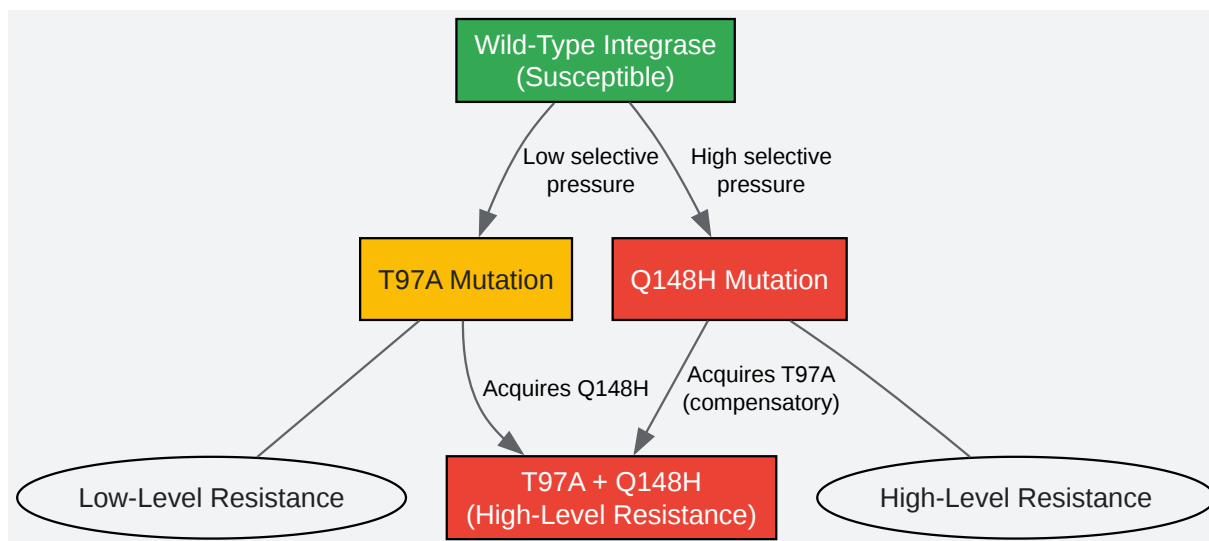 Wild-Type Integrase
(Susceptible)
Low selective
pressure
High selective
pressure
T97A Mutation
Q148H Mutation
Acquires Q148H
Acquires T97A
(compensatory)
Low-Level Resistance
T97A + Q148H
(High-Level Resistance)
High-Level Resistance